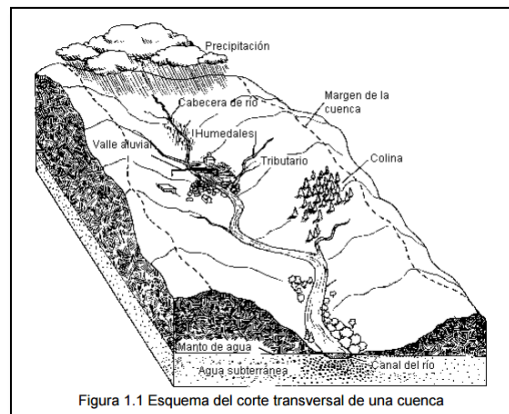 Precipitación
Cabecera de río
Margen de la
cuenca
Humedales
Valle aluvial
Tributario
Colina
Manto de agua
Canal del río
Agua subterránea
Figura 1.1 Esquema del corte transversal de una cuenca